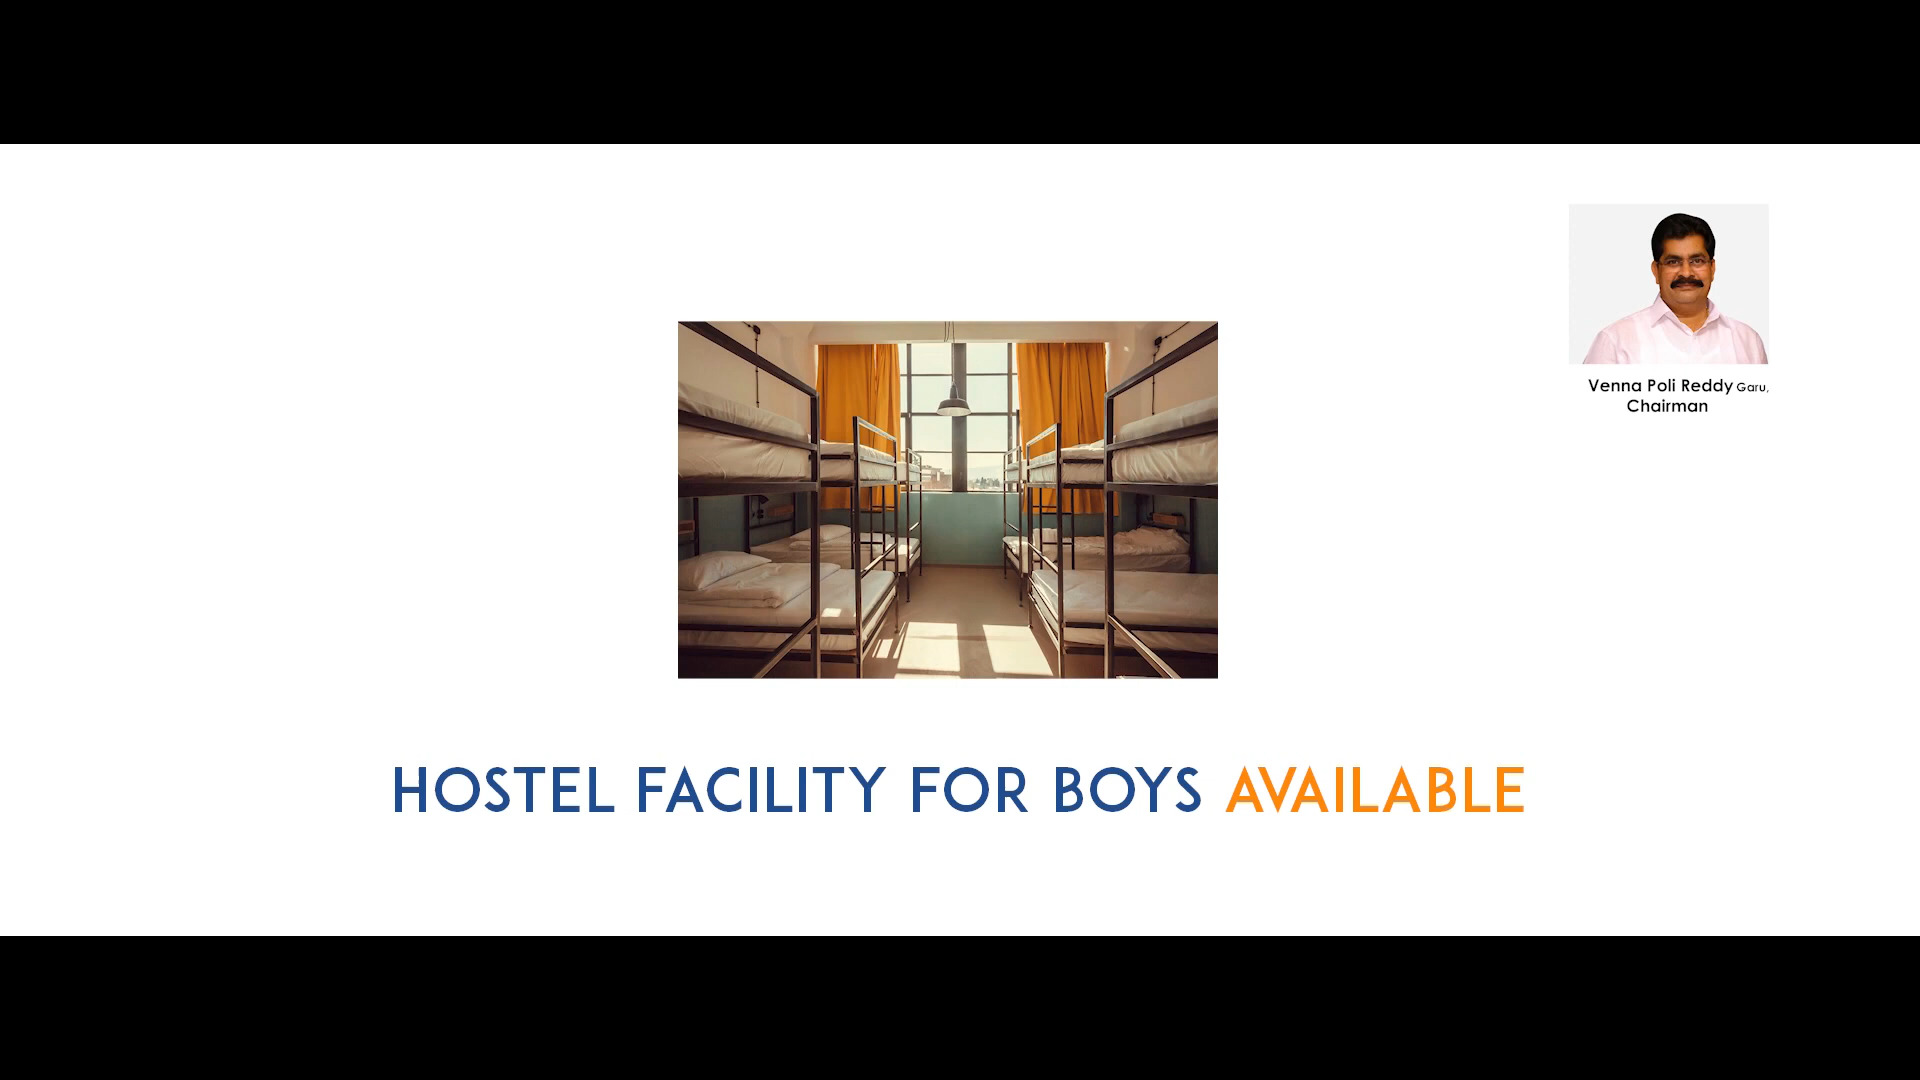 Venna Poli Reddy Garu,
Chairman
HOSTEL FACILITY FOR BOYS AVAILABLE